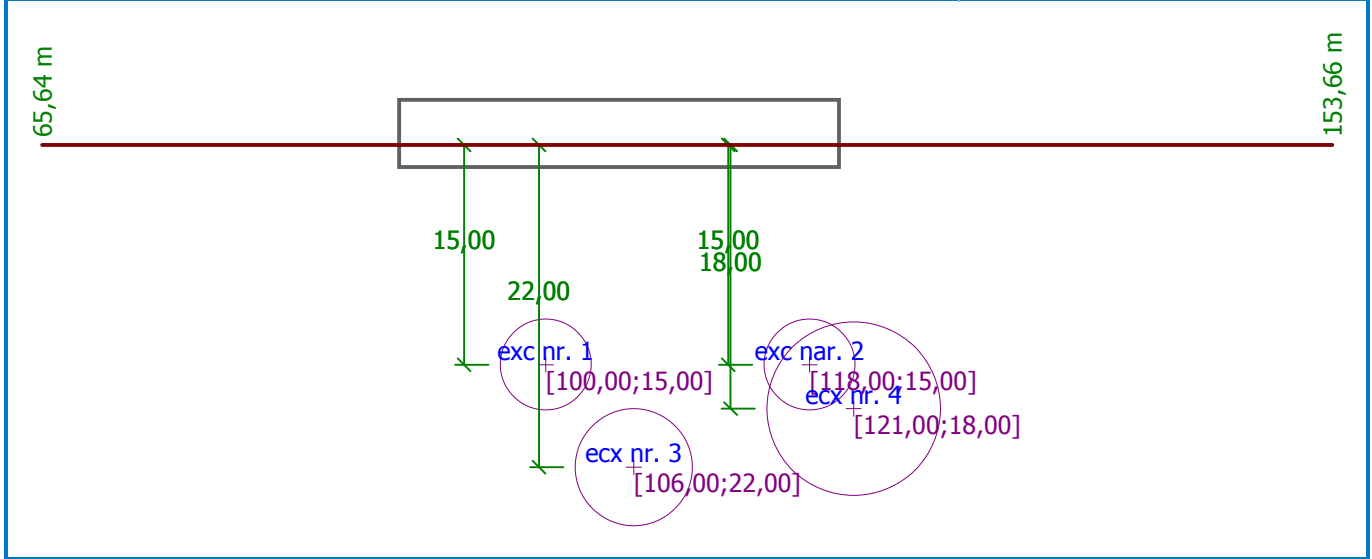 65,64 m
153,66 m
15,00
15,00
18,00
22,00
exc nr. 1
[100,00;15,00]
exc nar. 2
[118,00;15,00]
ecx nr. 4
[121,00;18,00]
ecx nr. 3
[106,00;22,00]